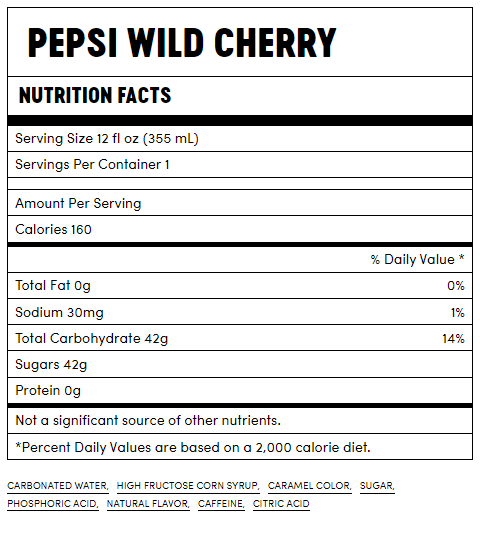 PEPSI WILD CHERRY
NUTRITION FACTS
Serving Size 12 fl oz (355 mL)
Servings Per Container 1
Amount Per Serving
Calories 160
% Daily Value *
Total Fat 0g 0%
Sodium 30mg 1%
Total Carbohydrate 42g 14%
Sugars 42g
Protein 0g
Not a significant source of other nutrients.
*Percent Daily Values are based on a 2,000 calorie diet.
CARBONATED WATER, HIGH FRUCTOSE CORN SYRUP, CARAMEL COLOR, SUGAR,
PHOSPHORIC ACID, NATURAL FLAVOR, CAFFEINE, CITRIC ACID